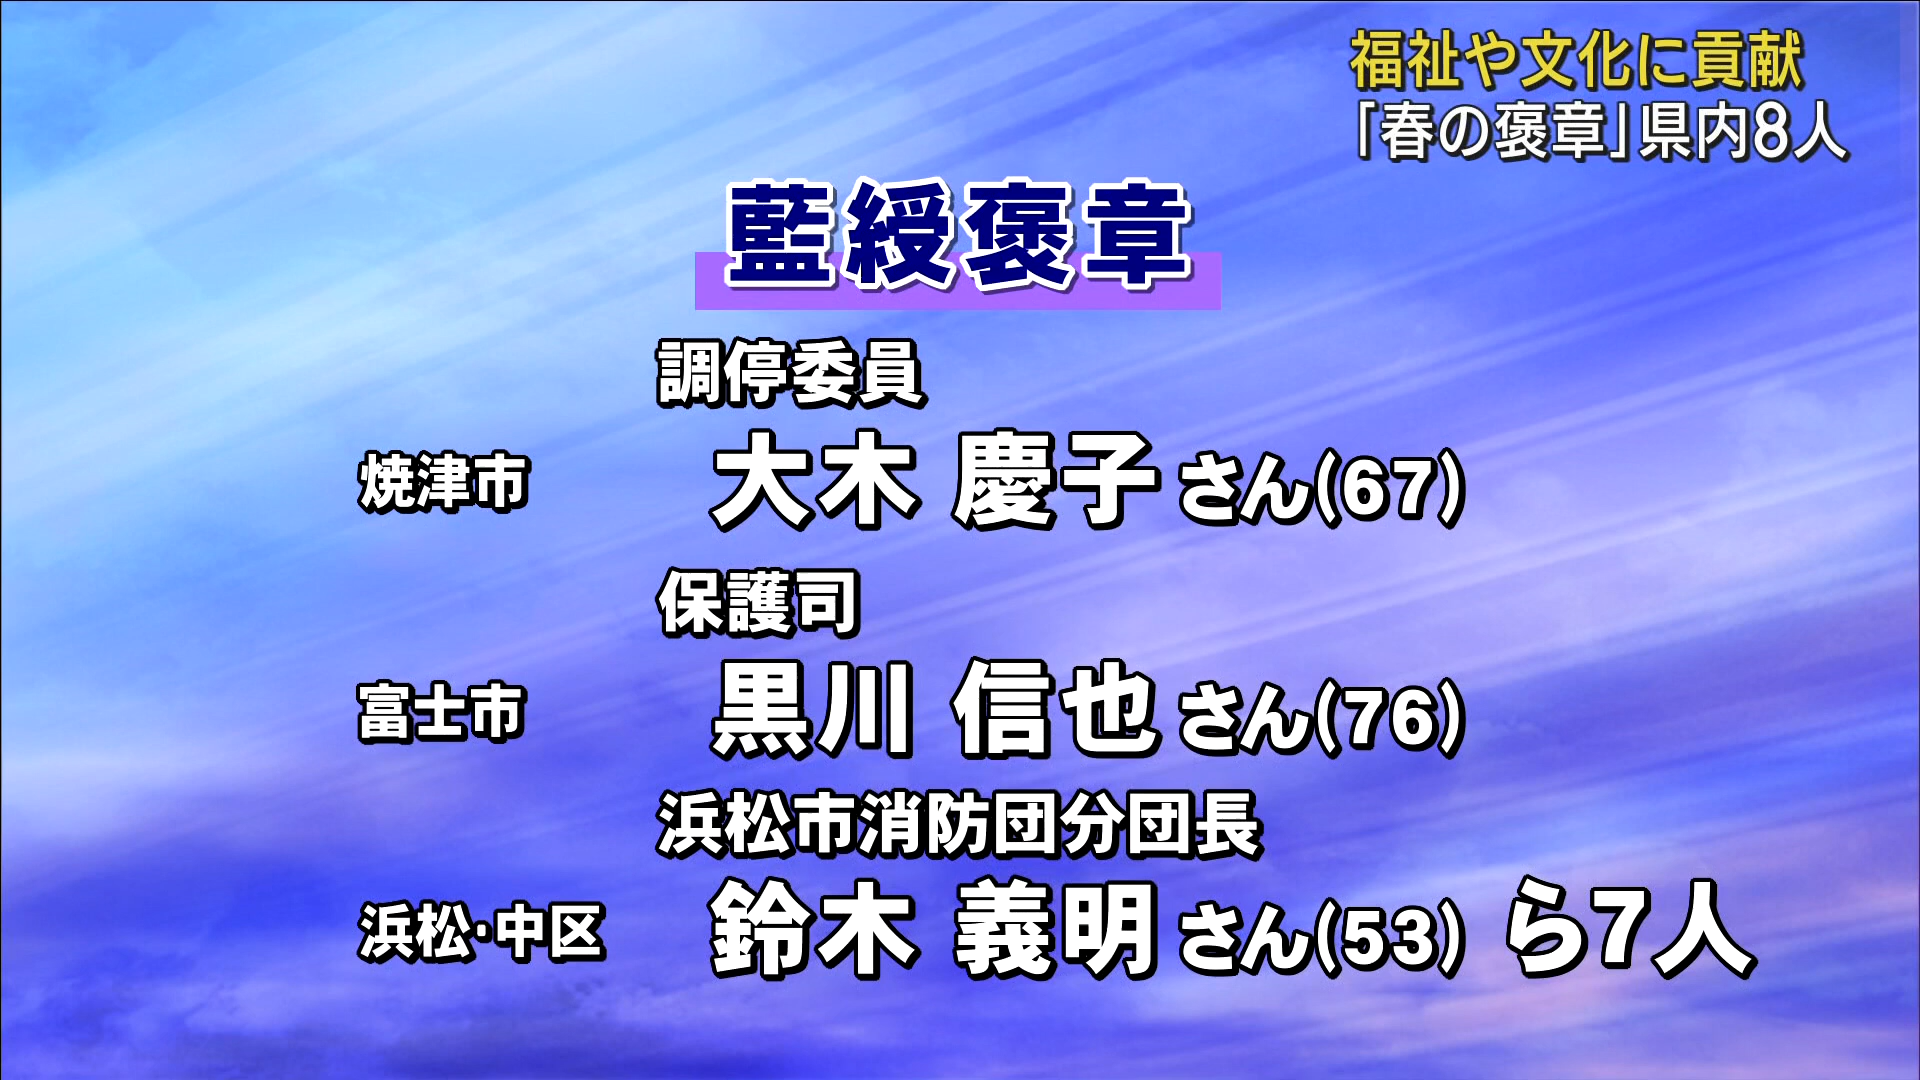 福祉や文化に貢献
「春の褒章」県内8人
藍綬褒章
調停委員
焼津市 大木 慶子さん(67)
保護司
富士市 黒川 信也さん(76)
浜松市消防団分団長
浜松・中区 鈴木 義明さん(53) ら7人